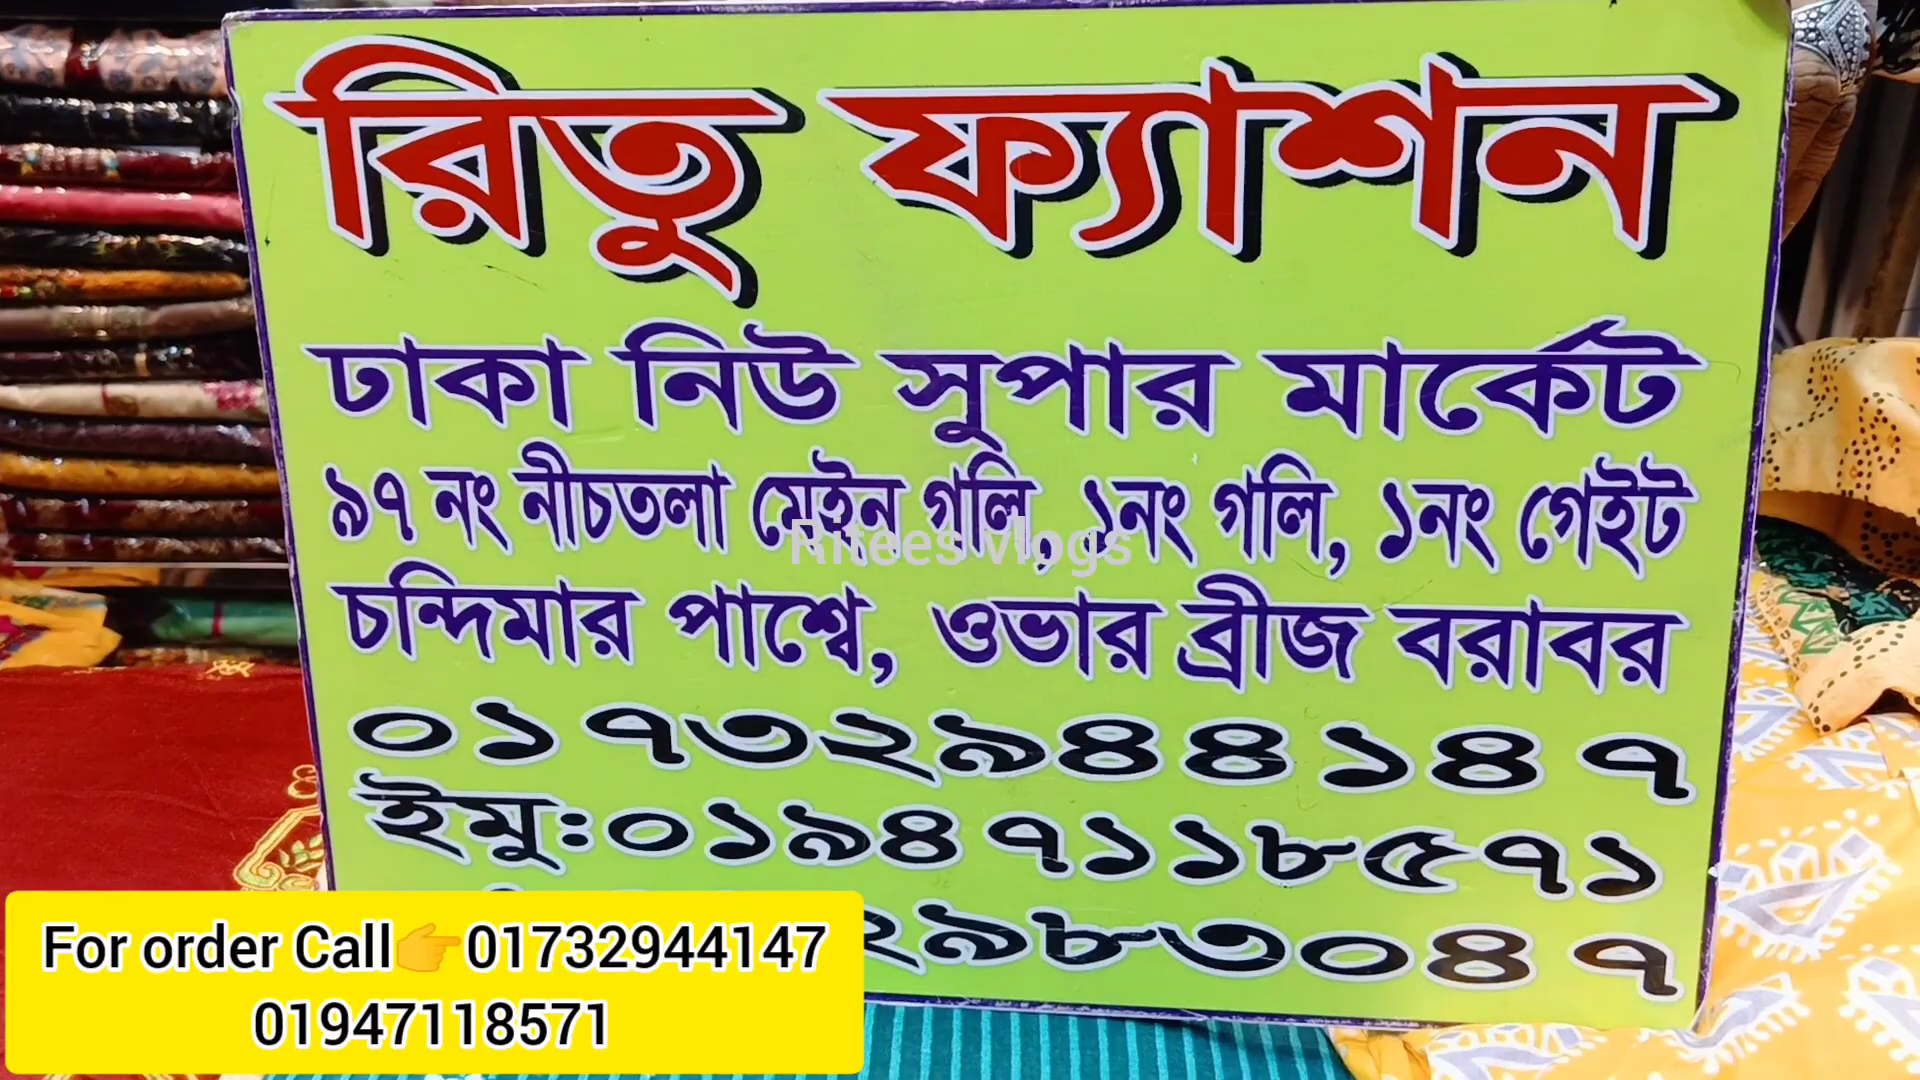 রিতু ফ্যাশন
ঢাকা নিউ সুপার মার্কেট
৯৭ নং নীচতলা মেইন গলি, ১নং গলি, ১নং গেইট
Ritees vlogs
চন্দিমার পাশ্বে, ওভার ব্রীজ বরাবর
০১৭৩২৯৪৪১৪৭
ইমু:০১৯৪৭১১৮৫৭১
২৯৮৩০৪৭
For order Call👉01732944147
01947118571